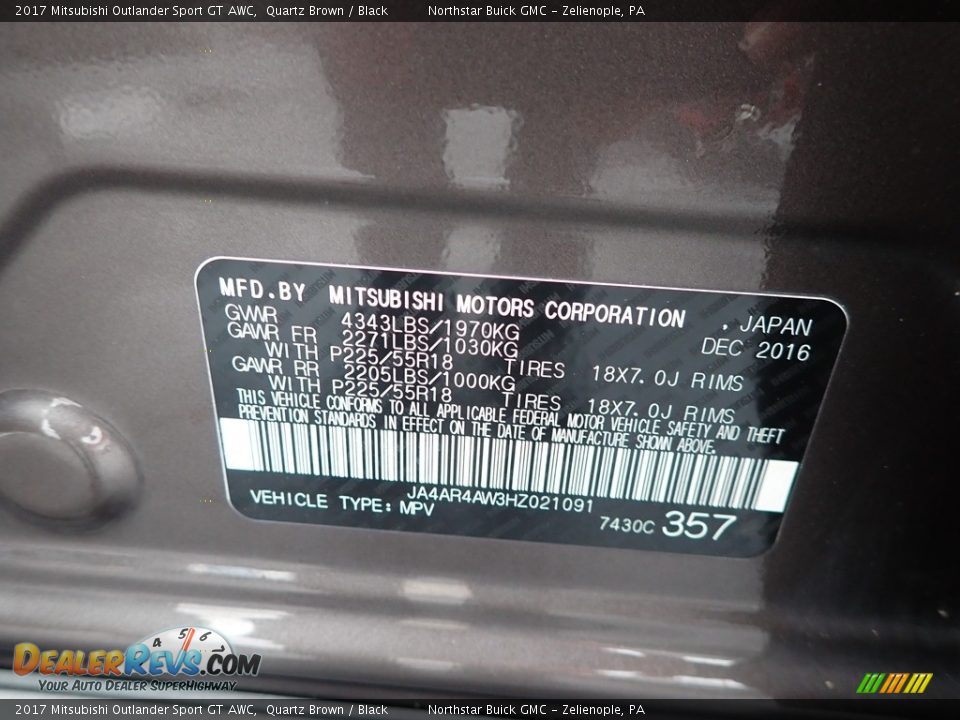 2017 Mitsubishi Outlander Sport GT AWC, Quartz Brown / Black Northstar Buick GMC - Zelienople, PA
MFD.BY MITSUBISHI MOTORS CORPORATION , JAPAN
GVWR 4343LBS/1970KG DEC 2016
GAWR FR 2271LBS/1030KG
WITH P225/55R18 TIRES 18X7.0J RIMS
GAWR RR 2205LBS/1000KG
WITH P225/55R18 TIRES 18X7.0J RIMS
THIS VEHICLE CONFORMS TO ALL APPLICABLE FEDERAL MOTOR VEHICLE SAFETY AND THEFT
PREVENTION STANDARDS IN EFFECT ON THE DATE OF MANUFACTURE SHOWN ABOVE.
JA4AR4AW3HZ021091
VEHICLE TYPE: MPV 7430C 357
4 5 6
DEALERREVS.COM
YOUR AUTO DEALER SUPERHIGHWAY
2017 Mitsubishi Outlander Sport GT AWC, Quartz Brown / Black Northstar Buick GMC - Zelienople, PA